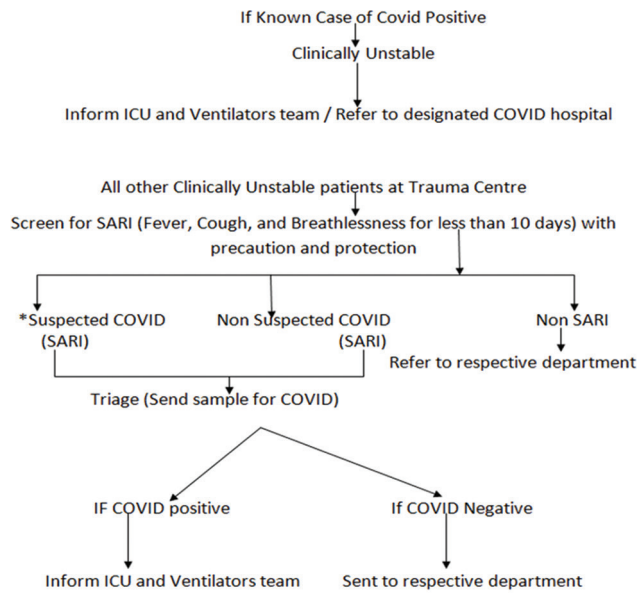 If Known Case of Covid Positive
Clinically Unstable
Inform ICU and Ventilators team / Refer to designated COVID hospital
All other Clinically Unstable patients at Trauma Centre
Screen for SARI (Fever, Cough, and Breathlessness for less than 10 days) with
precaution and protection
*Suspected COVID
(SARI)
Non Suspected COVID
(SARI)
Non SARI
Refer to respective department
Triage (Send sample for COVID)
IF COVID positive
If COVID Negative
Inform ICU and Ventilators team
Sent to respective department